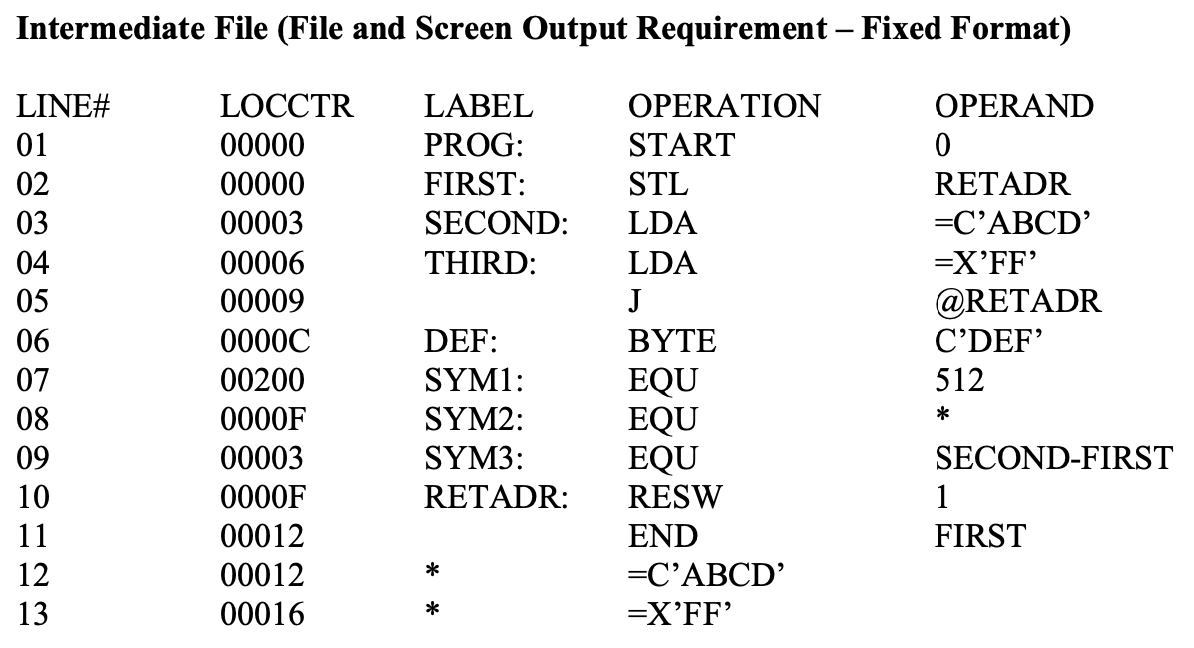 Intermediate File (File and Screen Output Requirement – Fixed Format)
LINE# LOCCTR LABEL OPERATION OPERAND
01 00000 PROG: START 0
02 00000 FIRST: STL RETADR
03 00003 SECOND: LDA =C’ABCD’
04 00006 THIRD: LDA =X’FF’
05 00009 J @RETADR
06 0000C DEF: BYTE C’DEF’
07 00200 SYM1: EQU 512
08 0000F SYM2: EQU *
09 00003 SYM3: EQU SECOND-FIRST
10 0000F RETADR: RESW 1
11 00012 END FIRST
12 00012 * =C’ABCD’
13 00016 * =X’FF’